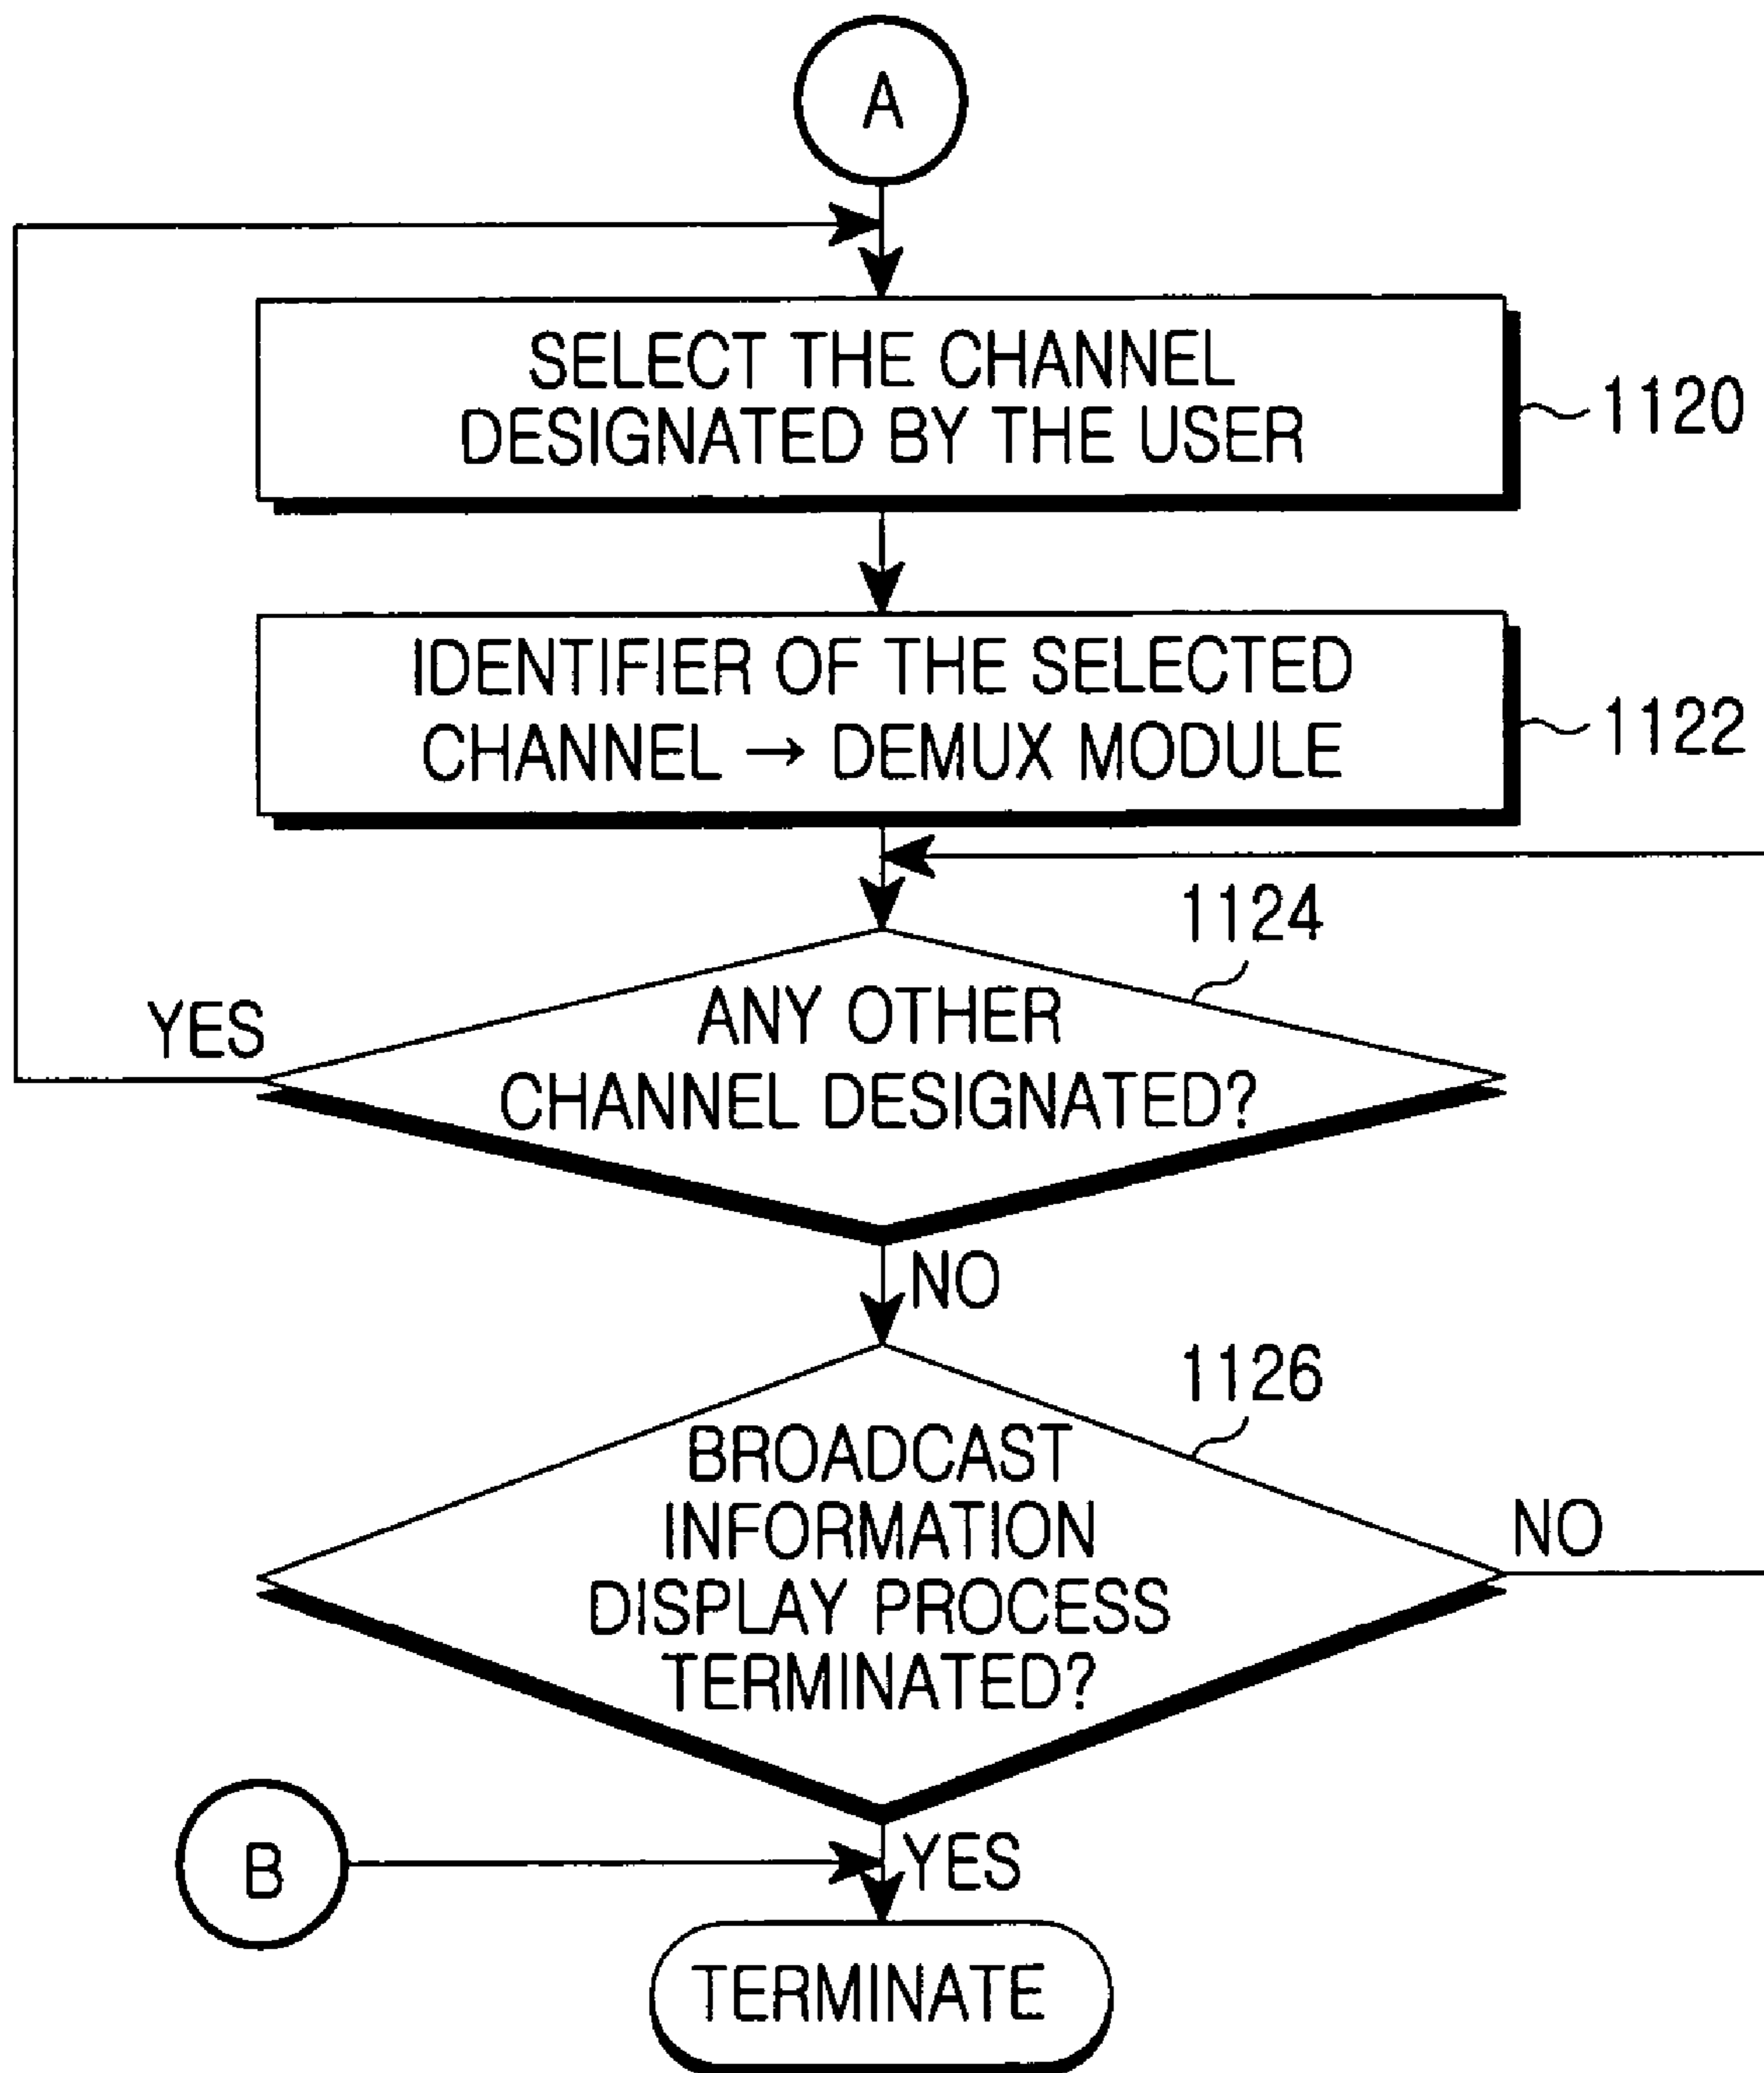 A
SELECT THE CHANNEL
DESIGNATED BY THE USER
1120
IDENTIFIER OF THE SELECTED
CHANNEL → DEMUX MODULE
1122
1124
YES
ANY OTHER
CHANNEL DESIGNATED?
NO
1126
BROADCAST
INFORMATION
DISPLAY PROCESS
TERMINATED?
NO
B
YES
TERMINATE